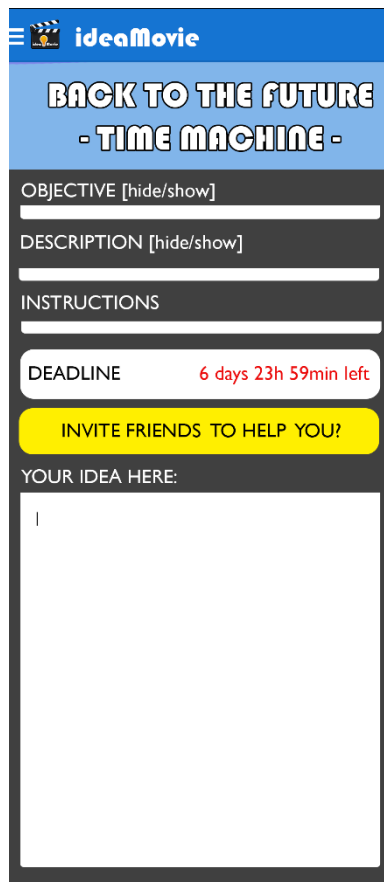 ideaMovie
BACK TO THE FUTURE
- TIME MACHINE -
OBJECTIVE [hide/show]
DESCRIPTION [hide/show]
INSTRUCTIONS
DEADLINE 6 days 23h 59min left
INVITE FRIENDS TO HELP YOU?
YOUR IDEA HERE: